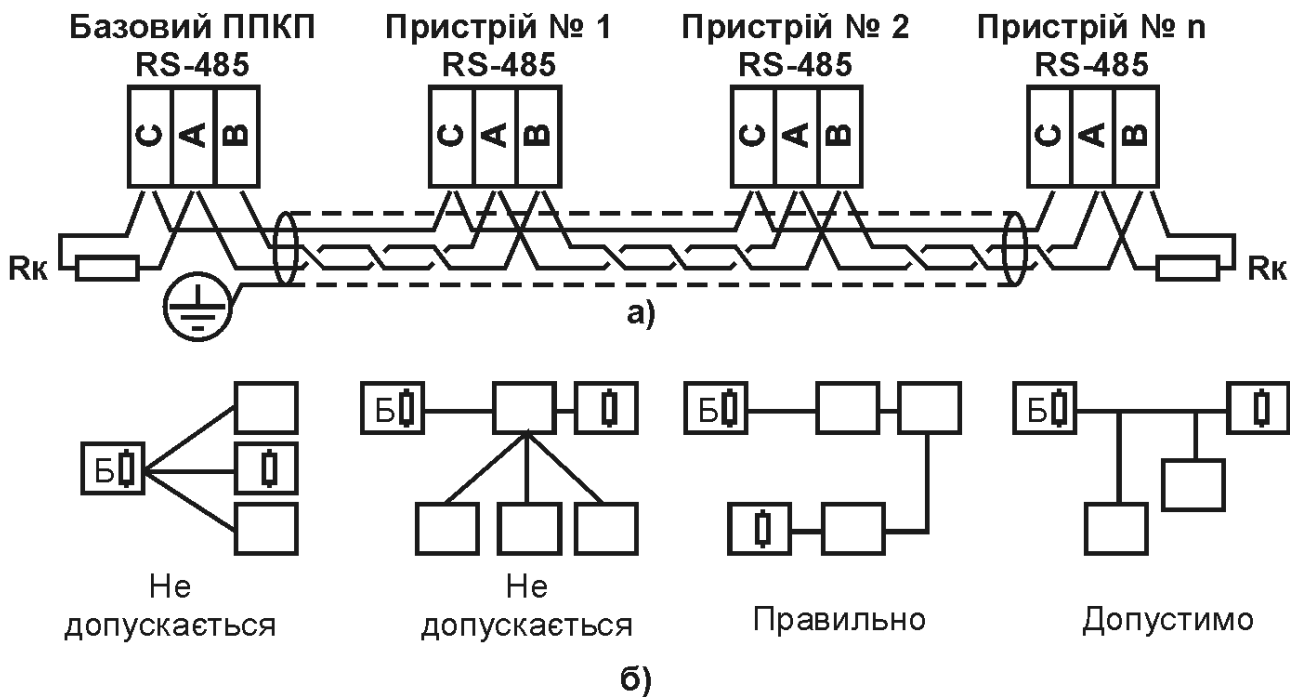 Базовий ППКП Пристрій № 1 Пристрій № 2 Пристрій № n
RS-485 RS-485 RS-485 RS-485
C A B C A B C A B C A B
Rк Rк
а)
Б Б Б Б
Не допускається Не допускається Правильно Допустимо
б)